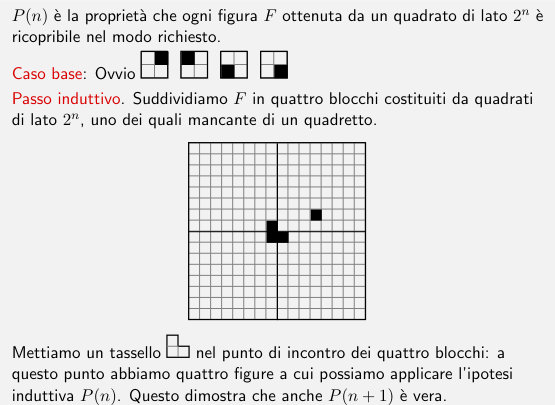 P(n) è la proprietà che ogni figura F ottenuta da un quadrato di lato 2ⁿ è
ricopribile nel modo richiesto.
Caso base: Ovvio
Passo induttivo. Suddividiamo F in quattro blocchi costituiti da quadrati
di lato 2ⁿ, uno dei quali mancante di un quadretto.
Mettiamo un tassello nel punto di incontro dei quattro blocchi: a
questo punto abbiamo quattro figure a cui possiamo applicare l'ipotesi
induttiva P(n). Questo dimostra che anche P(n + 1) è vera.